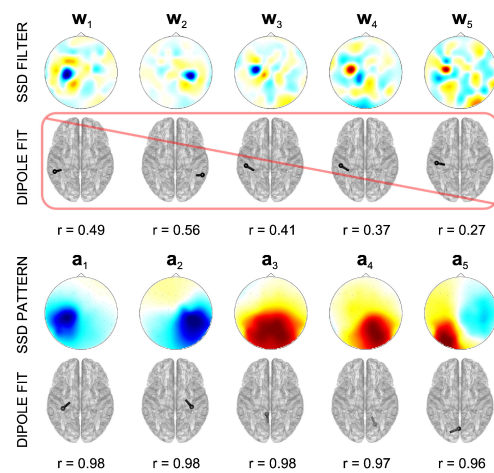 w1 w2 w3 w4 w5
SSD FILTER
DIPOLE FIT
r = 0.49 r = 0.56 r = 0.41 r = 0.37 r = 0.27
a1 a2 a3 a4 a5
SSD PATTERN
DIPOLE FIT
r = 0.98 r = 0.98 r = 0.98 r = 0.97 r = 0.96